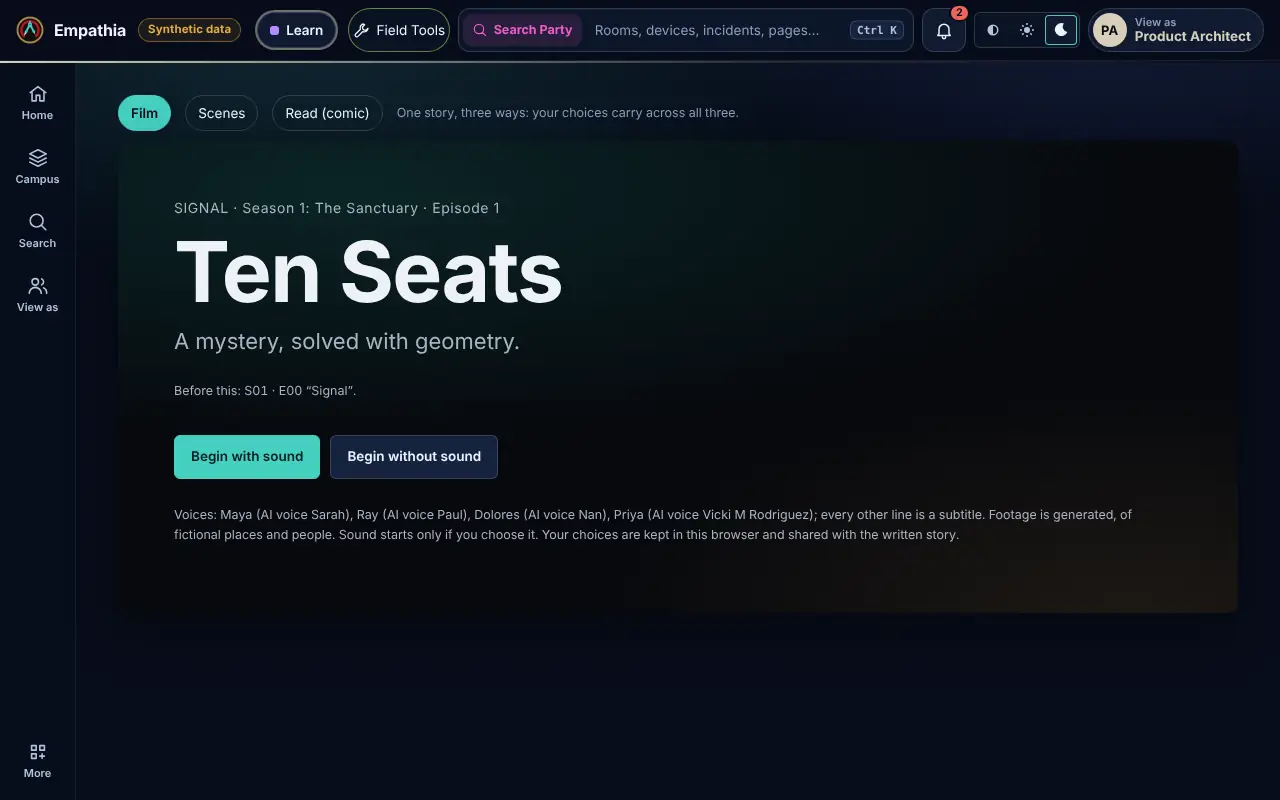 Empathia
Synthetic data
Learn
Field Tools
Search Party
Rooms, devices, incidents, pages...
Ctrl K
2
PA
View as
Product Architect
Home
Campus
Search
View as
More
Film
Scenes
Read (comic)
One story, three ways: your choices carry across all three.
SIGNAL · Season 1: The Sanctuary · Episode 1
Ten Seats
A mystery, solved with geometry.
Before this: S01 · E00 “Signal”.
Begin with sound
Begin without sound
Voices: Maya (AI voice Sarah), Ray (AI voice Paul), Dolores (AI voice Nan), Priya (AI voice Vicki M Rodriguez); every other line is a subtitle. Footage is generated, of
fictional places and people. Sound starts only if you choose it. Your choices are kept in this browser and shared with the written story.